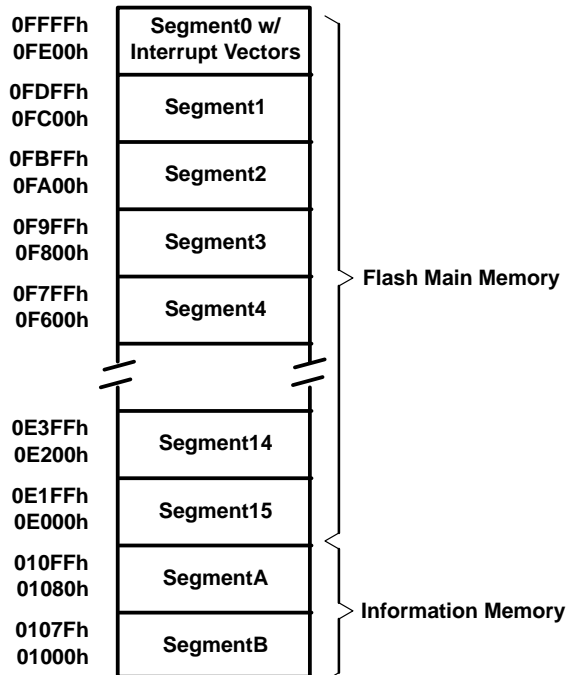 0FFFFh
0FE00h
Segment0 w/
Interrupt Vectors
0FDFFh
0FC00h
Segment1
0FBFFh
0FA00h
Segment2
0F9FFh
0F800h
Segment3
0F7FFh
0F600h
Segment4
Flash Main Memory
0E3FFh
0E200h
Segment14
0E1FFh
0E000h
Segment15
010FFh
01080h
SegmentA
0107Fh
01000h
SegmentB
Information Memory